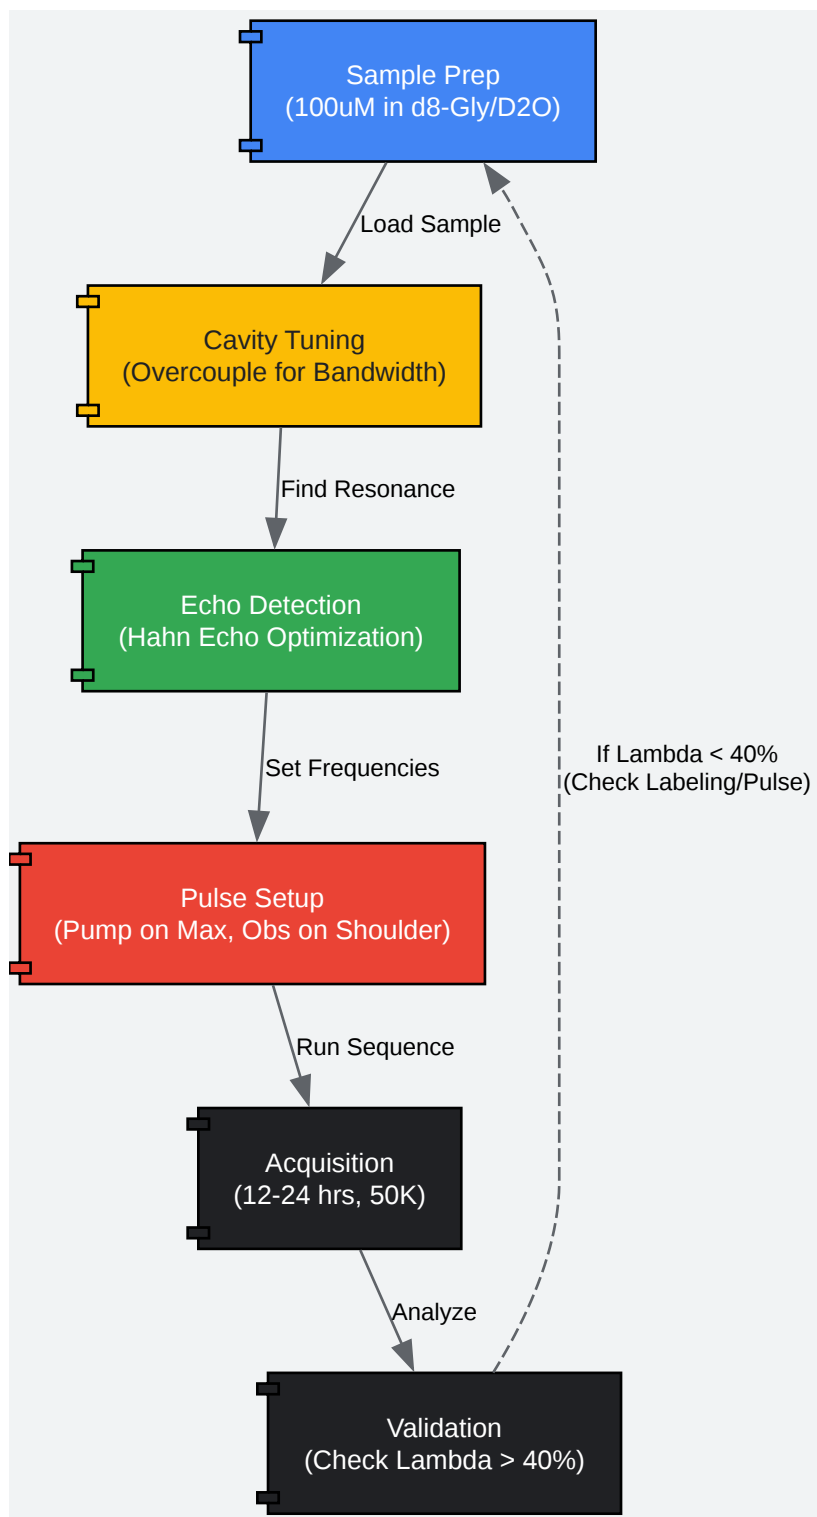 Sample Prep
(100uM in d8-Gly/D2O)
Load Sample
Cavity Tuning
(Overcouple for Bandwidth)
Find Resonance
Echo Detection
(Hahn Echo Optimization)
If Lambda < 40%
(Check Labeling/Pulse)
Set Frequencies
Pulse Setup
(Pump on Max, Obs on Shoulder)
Run Sequence
Acquisition
(12-24 hrs, 50K)
Analyze
Validation
(Check Lambda > 40%)